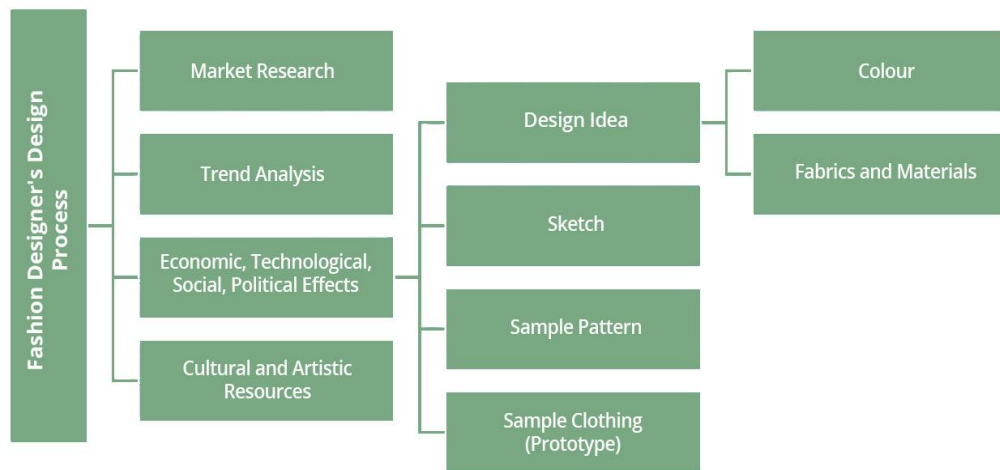 Fashion Designer's Design
Process
Market Research
Trend Analysis
Economic, Technological,
Social, Political Effects
Cultural and Artistic
Resources
Design Idea
Sketch
Sample Pattern
Sample Clothing
(Prototype)
Colour
Fabrics and Materials